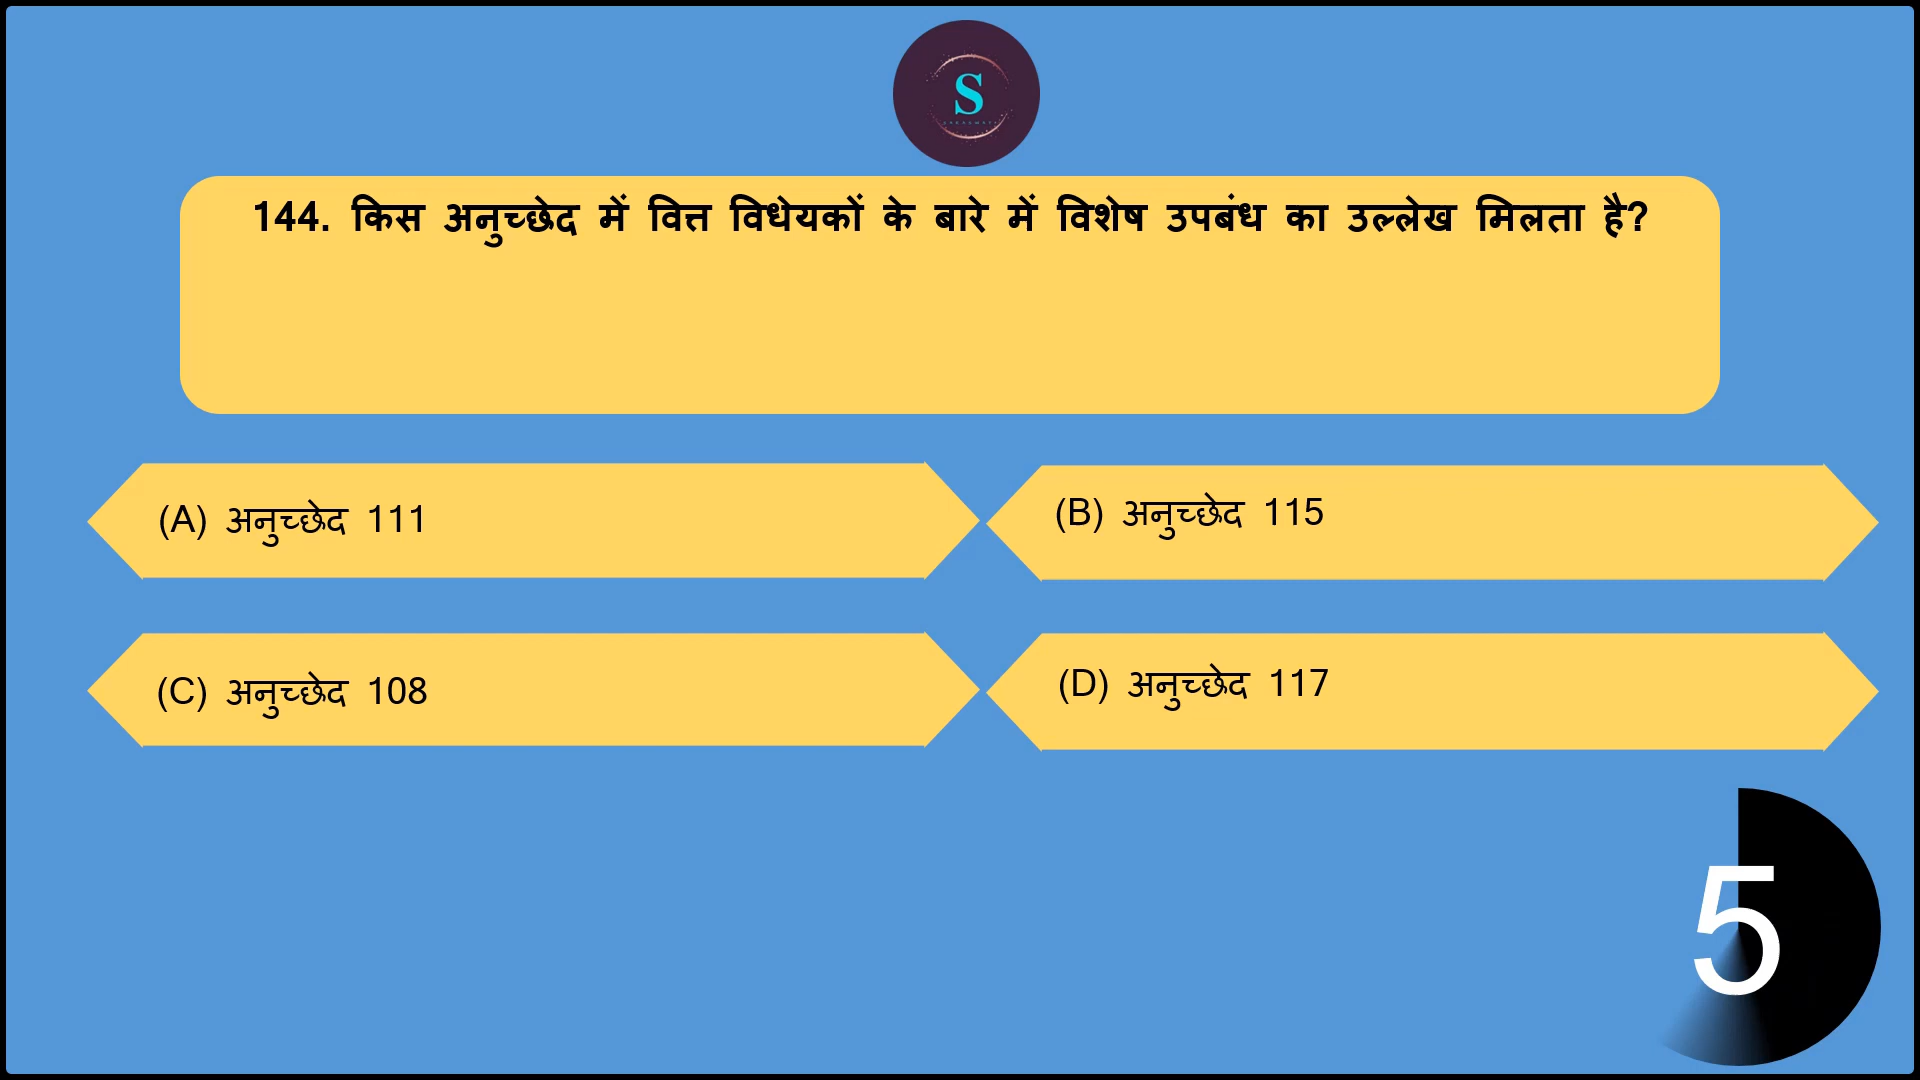 S
144. किस अनुच्छेद में वित्त विधेयकों के बारे में विशेष उपबंध का उल्लेख मिलता है?
(A) अनुच्छेद 111
(B) अनुच्छेद 115
(C) अनुच्छेद 108
(D) अनुच्छेद 117
5